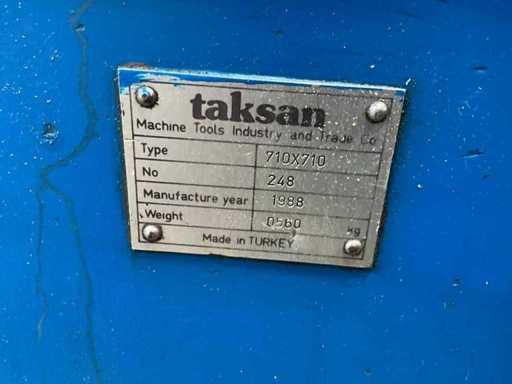 taksan
Machine Tools Industry and Trade Co
Type 710X710
No 248
Manufacture year 1988
Weight 0560 kg
Made in TURKEY